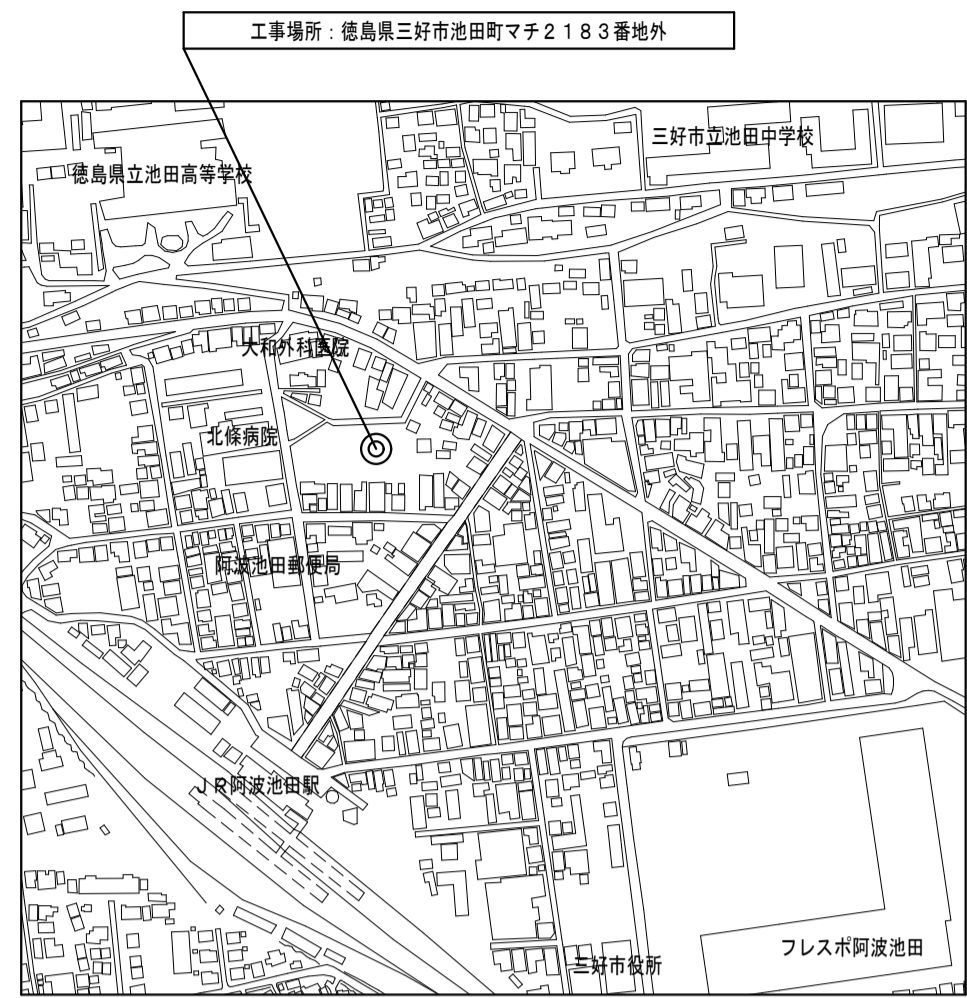 工事場所：徳島県三好市池田町マチ２１８３番地外
三好市立池田中学校
徳島県立池田高等学校
大和外科医院
北條病院
阿波池田郵便局
ＪＲ阿波池田駅
フレスポ阿波池田
三好市役所